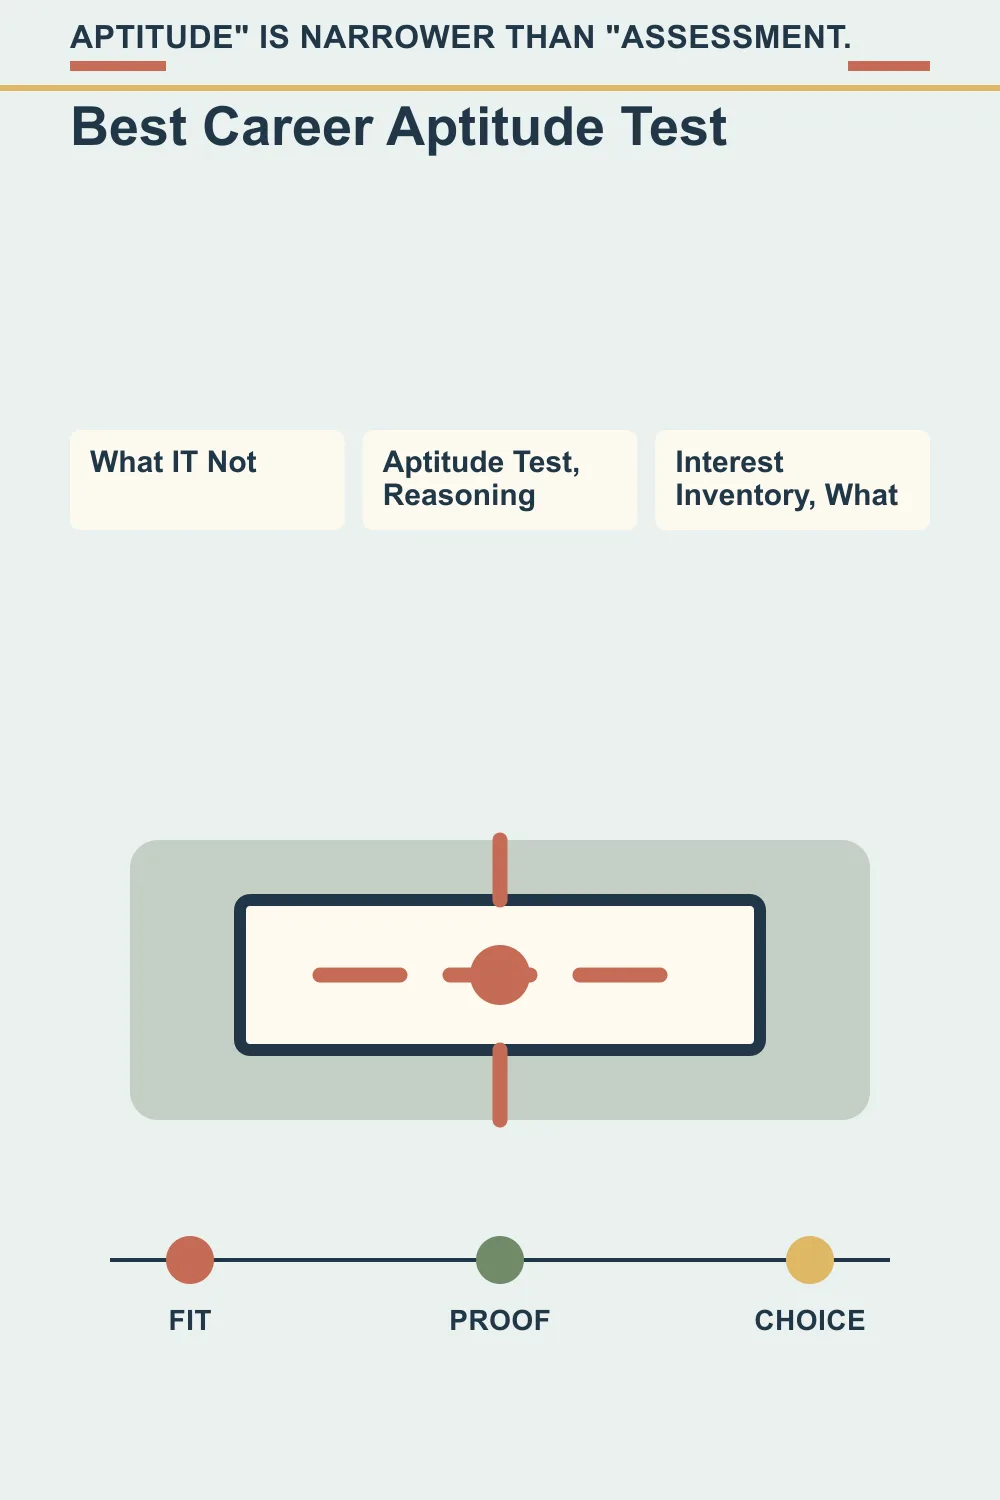 APTITUDE" IS NARROWER THAN "ASSESSMENT.
Best Career Aptitude Test
What IT Not
Aptitude Test,
Reasoning
Interest
Inventory, What
FIT
PROOF
CHOICE